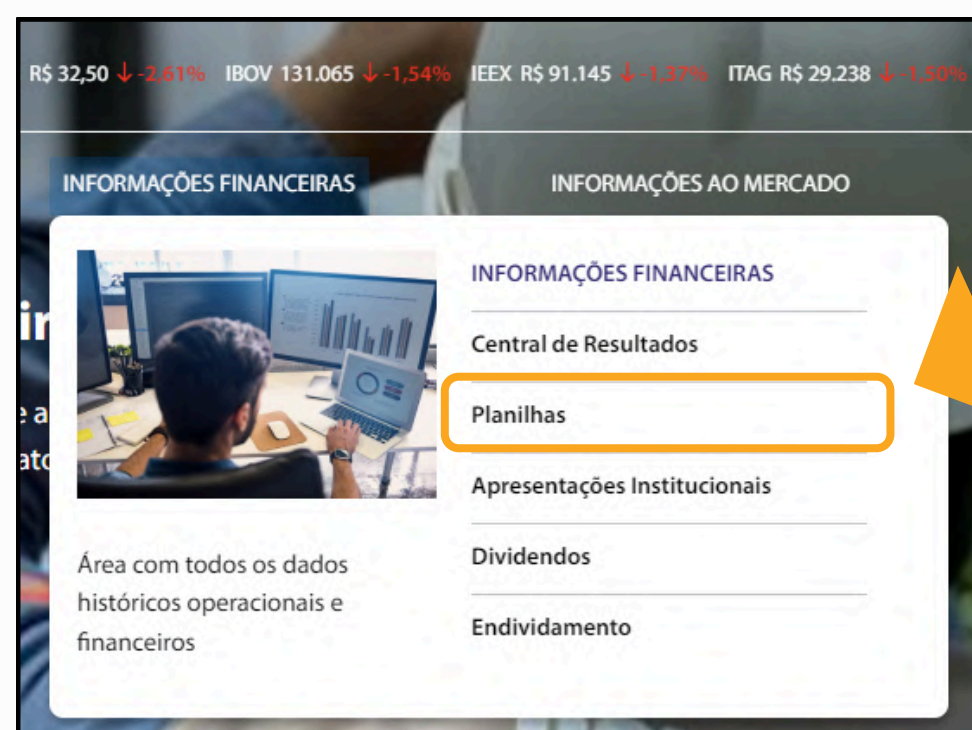 R$ 32,50 ↓ -2,61% IBOV 131.065 ↓ -1,54% IEEX R$ 91.145 ↓ -1,37% ITAG R$ 29.238 ↓ -1,50%
INFORMAÇÕES FINANCEIRAS INFORMAÇÕES AO MERCADO
INFORMAÇÕES FINANCEIRAS
Central de Resultados
Planilhas
Apresentações Institucionais
Dividendos
Endividamento
Área com todos os dados
históricos operacionais e
financeiros